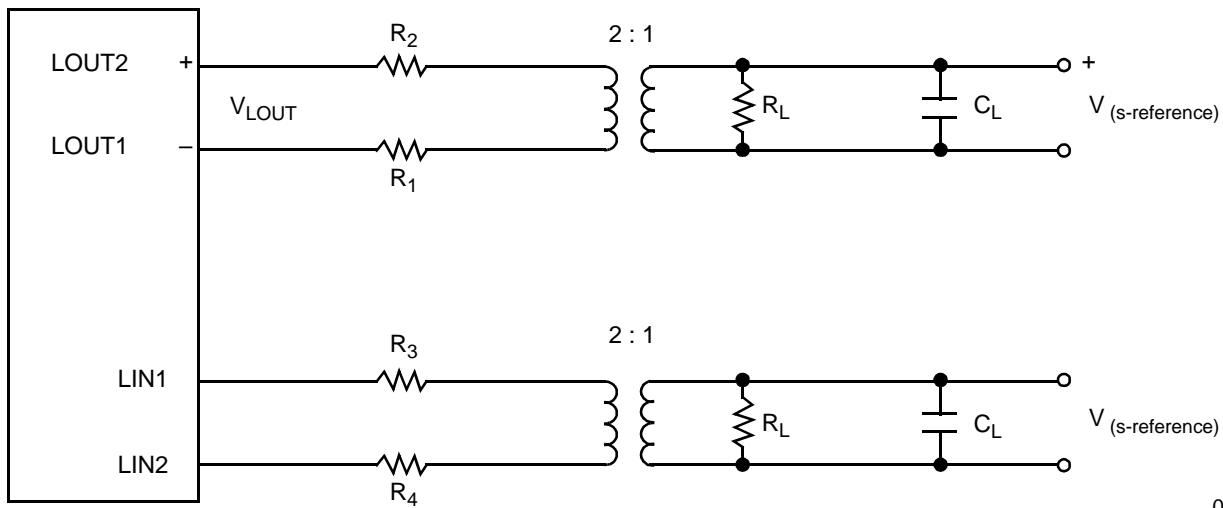 R2
2 : 1
LOUT2 + +
VLOUT RL CL V (s-reference)
LOUT1 –
R1
R3
2 : 1
LIN1
RL CL V (s-reference)
LIN2
R4
0